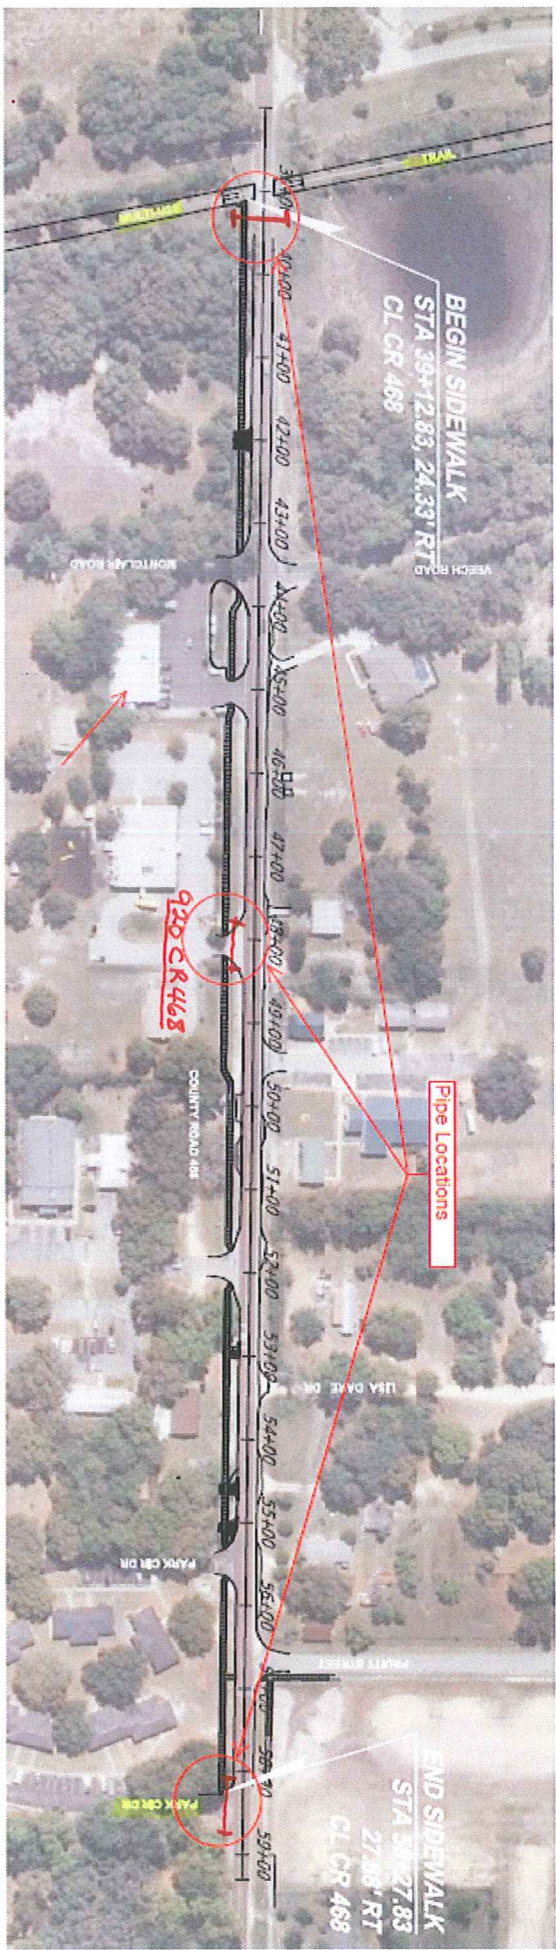 TRAIL
BEGIN SIDEWALK
STA 39+12.83, 24.33' RT
CL CR 468
40+00
41+00
42+00
43+00
MONTCLAIR ROAD
VEECH ROAD
44+00
45+00
46+00
47+00
48+00
920 CR 468
49+00
Pipe Locations
50+00
COUNTY ROAD 468
51+00
52+00
53+00
LISA DARE DR
54+00
55+00
PARK CIR DR
56+00
PRUITT STREET
PARK CIR DR
59+00
END SIDEWALK
27.88' RT
CL CR 468